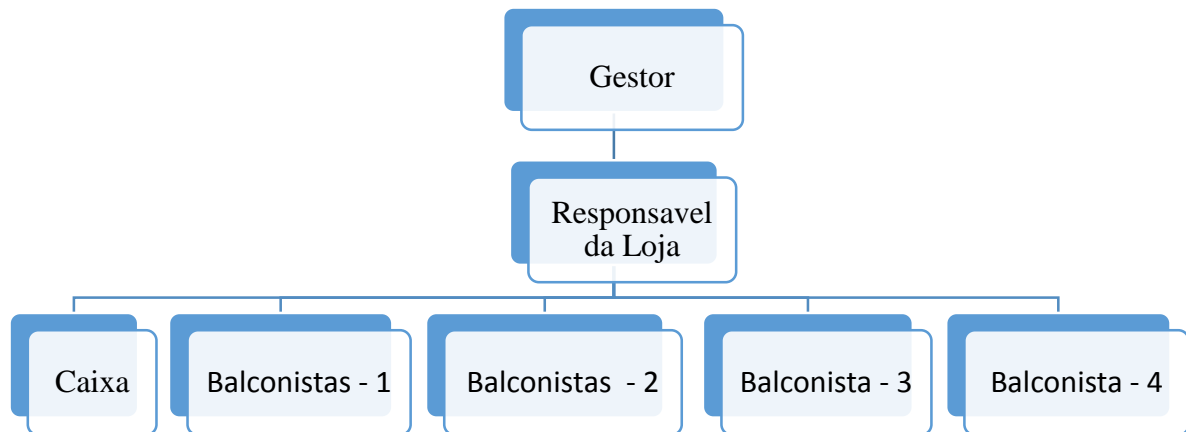 Gestor
Responsavel
da Loja
Caixa
Balconistas - 1
Balconistas  - 2
Balconista - 3
Balconista - 4